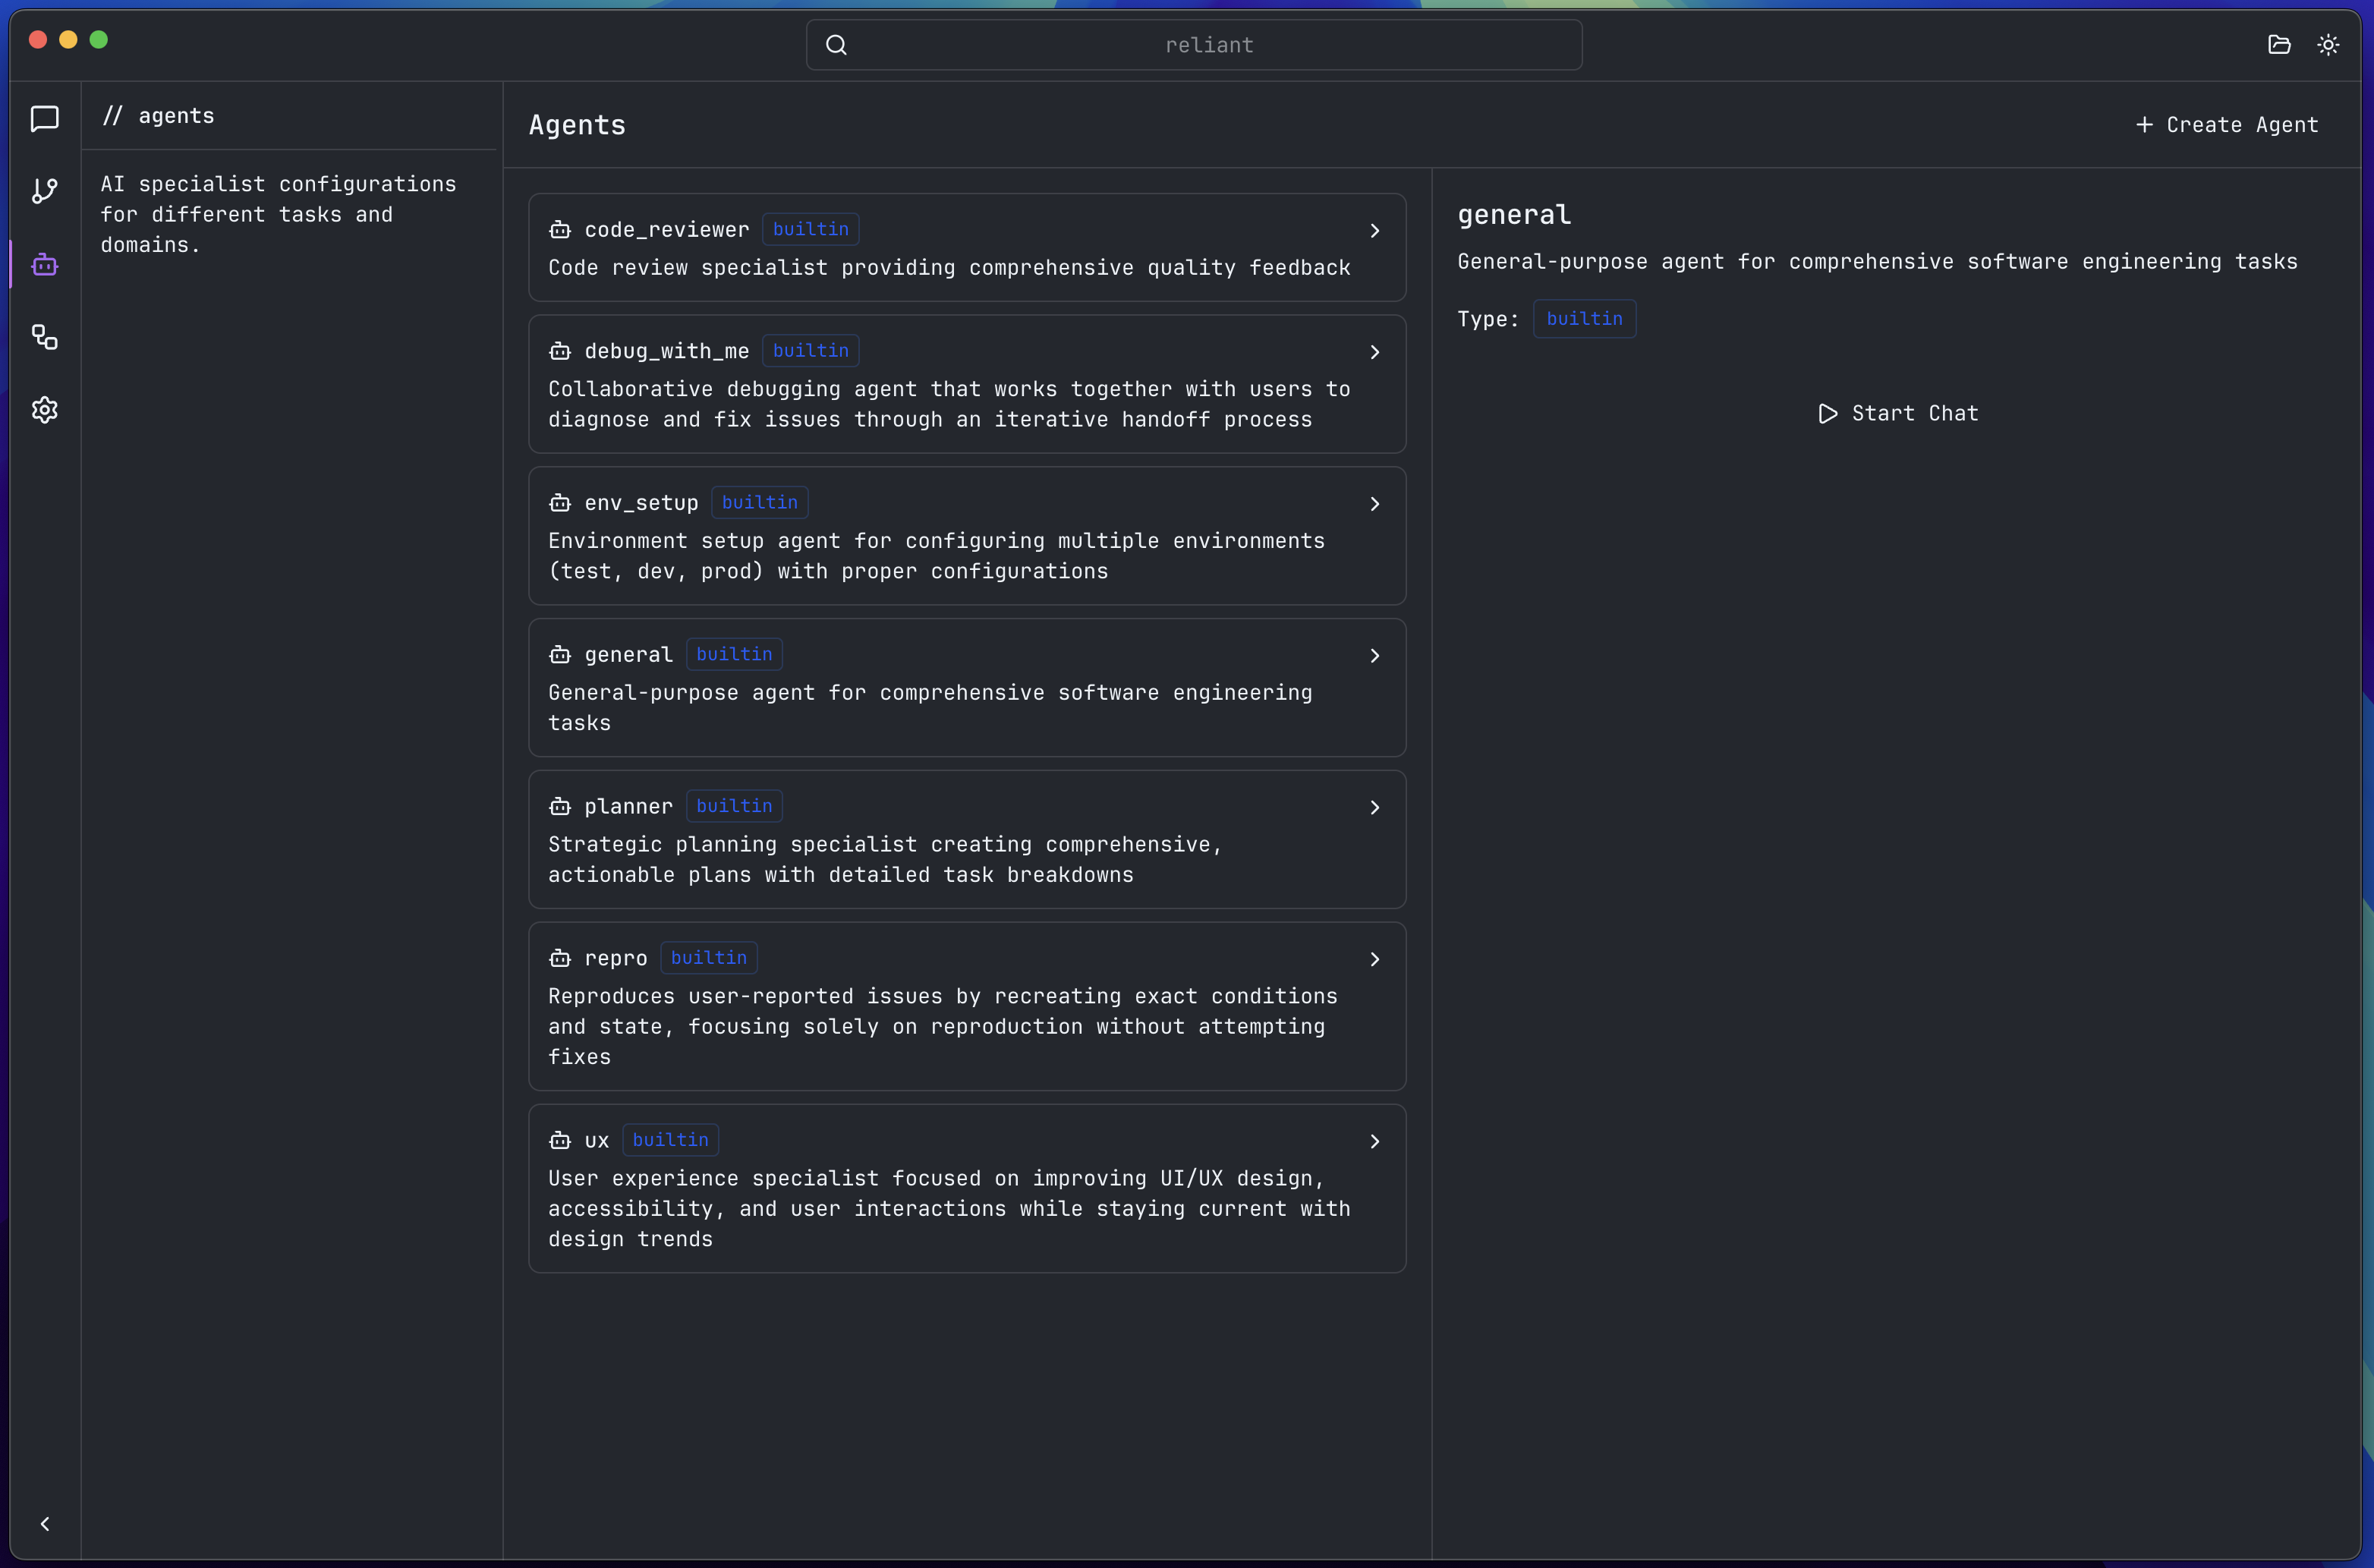 reliant
// agents
AI specialist configurations
for different tasks and
domains.
Agents
+ Create Agent
code_reviewer builtin
Code review specialist providing comprehensive quality feedback
debug_with_me builtin
Collaborative debugging agent that works together with users to
diagnose and fix issues through an iterative handoff process
env_setup builtin
Environment setup agent for configuring multiple environments
(test, dev, prod) with proper configurations
general builtin
General-purpose agent for comprehensive software engineering
tasks
planner builtin
Strategic planning specialist creating comprehensive,
actionable plans with detailed task breakdowns
repro builtin
Reproduces user-reported issues by recreating exact conditions
and state, focusing solely on reproduction without attempting
fixes
ux builtin
User experience specialist focused on improving UI/UX design,
accessibility, and user interactions while staying current with
design trends
general
General-purpose agent for comprehensive software engineering tasks
Type: builtin
Start Chat